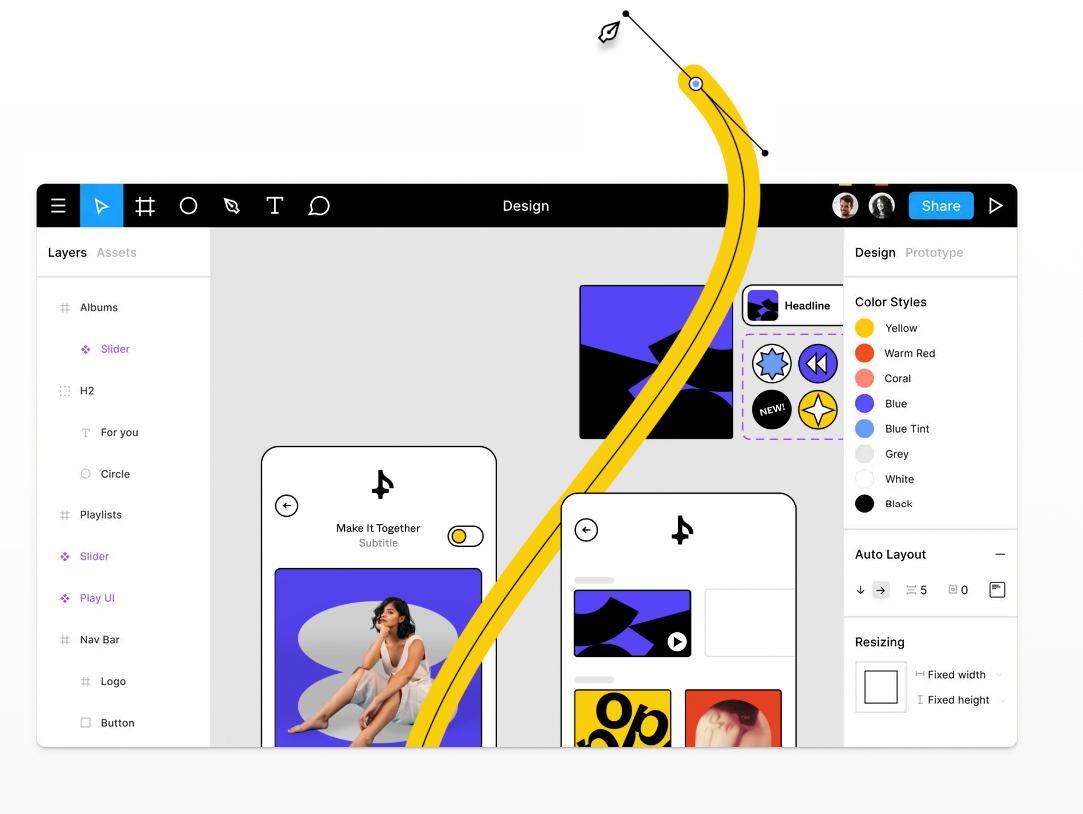 Design
Share
Layers Assets
Albums
Slider
H2
For you
Circle
Playlists
Slider
Play UI
Nav Bar
Logo
Button
Headline
NEW!
Make It Together
Subtitle
op
Design Prototype
Color Styles
Yellow
Warm Red
Coral
Blue
Blue Tint
Grey
White
Black
Auto Layout
5 0
Resizing
Fixed width
Fixed height